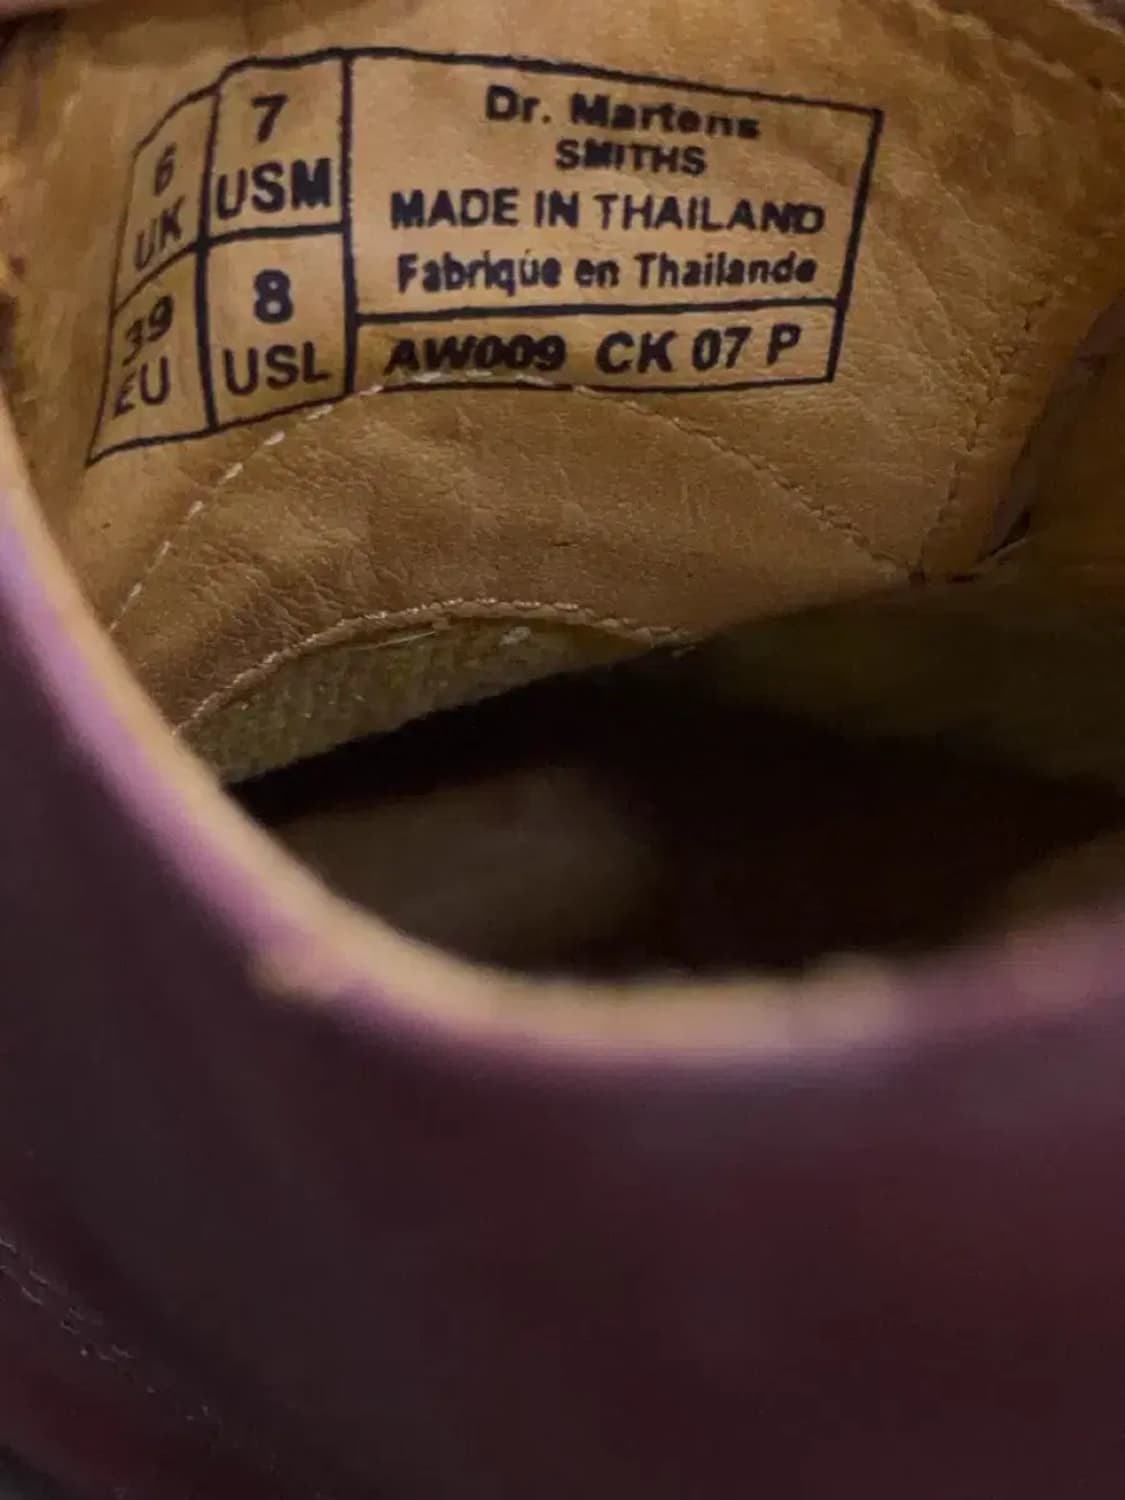 6
UK
7
USM
39
EU
8
USL
Dr. Martens
SMITHS
MADE IN THAILAND
Fabriqúe en Thailande
AW009 CK 07 P